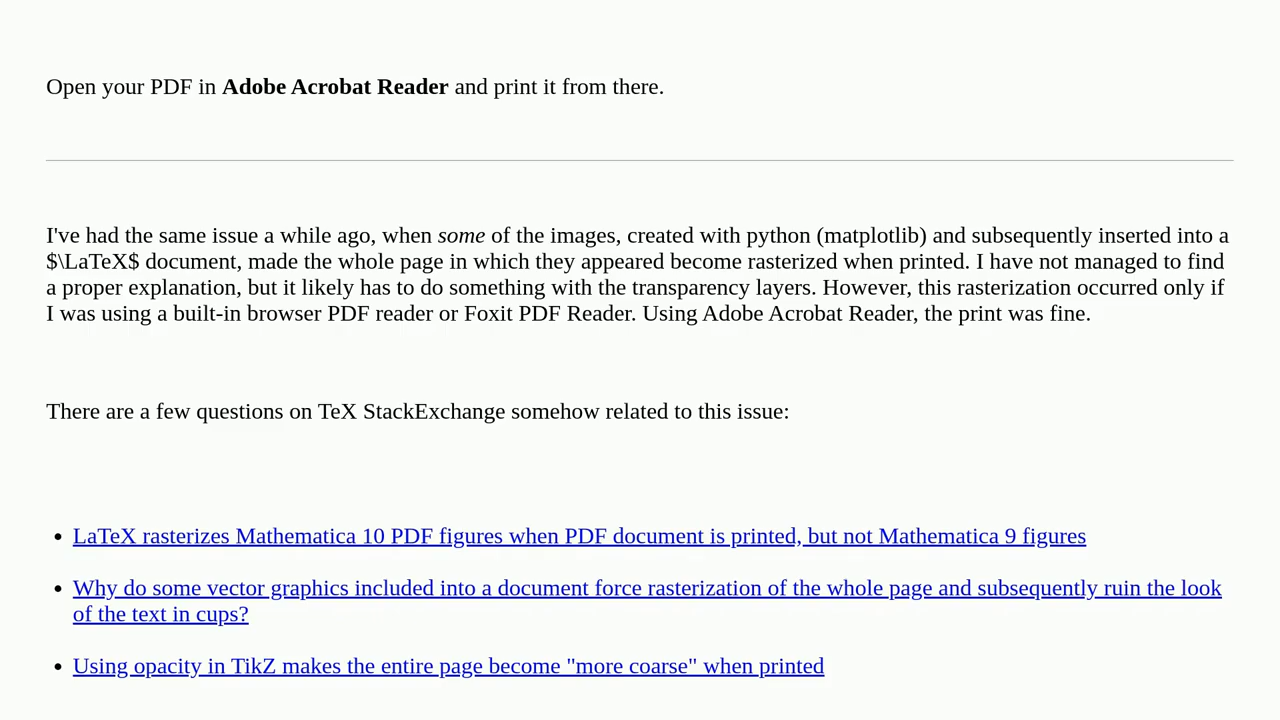 Open your PDF in Adobe Acrobat Reader and print it from there.
I've had the same issue a while ago, when some of the images, created with python (matplotlib) and subsequently inserted into a
$\LaTeX$ document, made the whole page in which they appeared become rasterized when printed. I have not managed to find
a proper explanation, but it likely has to do something with the transparency layers. However, this rasterization occurred only if
I was using a built-in browser PDF reader or Foxit PDF Reader. Using Adobe Acrobat Reader, the print was fine.
There are a few questions on TeX StackExchange somehow related to this issue:
• LaTeX rasterizes Mathematica 10 PDF figures when PDF document is printed, but not Mathematica 9 figures
• Why do some vector graphics included into a document force rasterization of the whole page and subsequently ruin the look
of the text in cups?
• Using opacity in TikZ makes the entire page become "more coarse" when printed